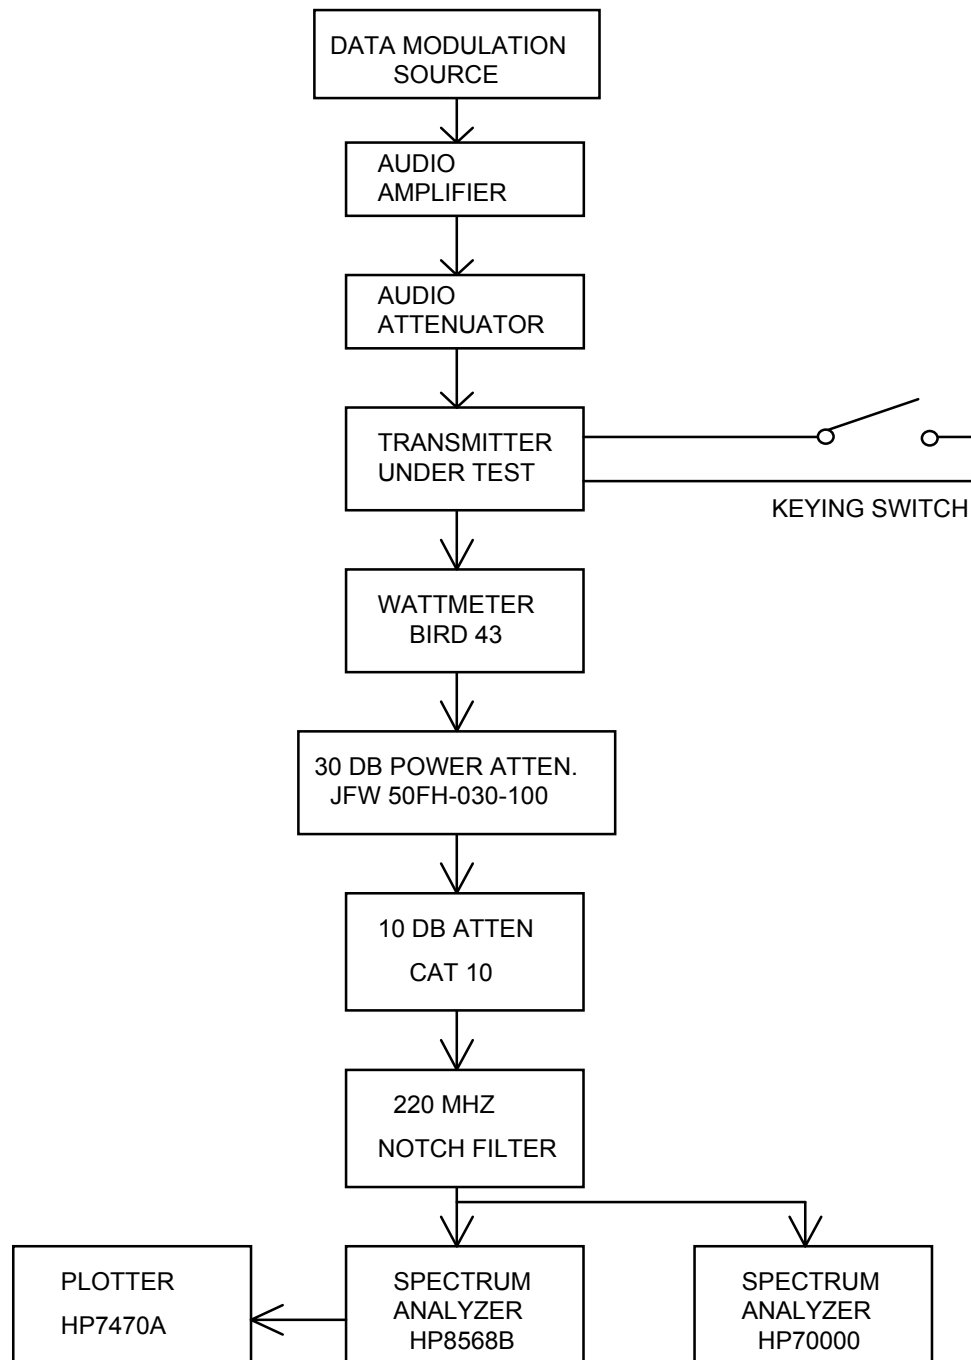 DATA MODULATION
SOURCE
AUDIO
AMPLIFIER
AUDIO
ATTENUATOR
TRANSMITTER
UNDER TEST
KEYING SWITCH
WATTMETER
BIRD 43
30 DB POWER ATTEN.
JFW 50FH-030-100
10 DB ATTEN
CAT 10
220 MHZ
NOTCH FILTER
PLOTTER
HP7470A
SPECTRUM
ANALYZER
HP8568B
SPECTRUM
ANALYZER
HP70000